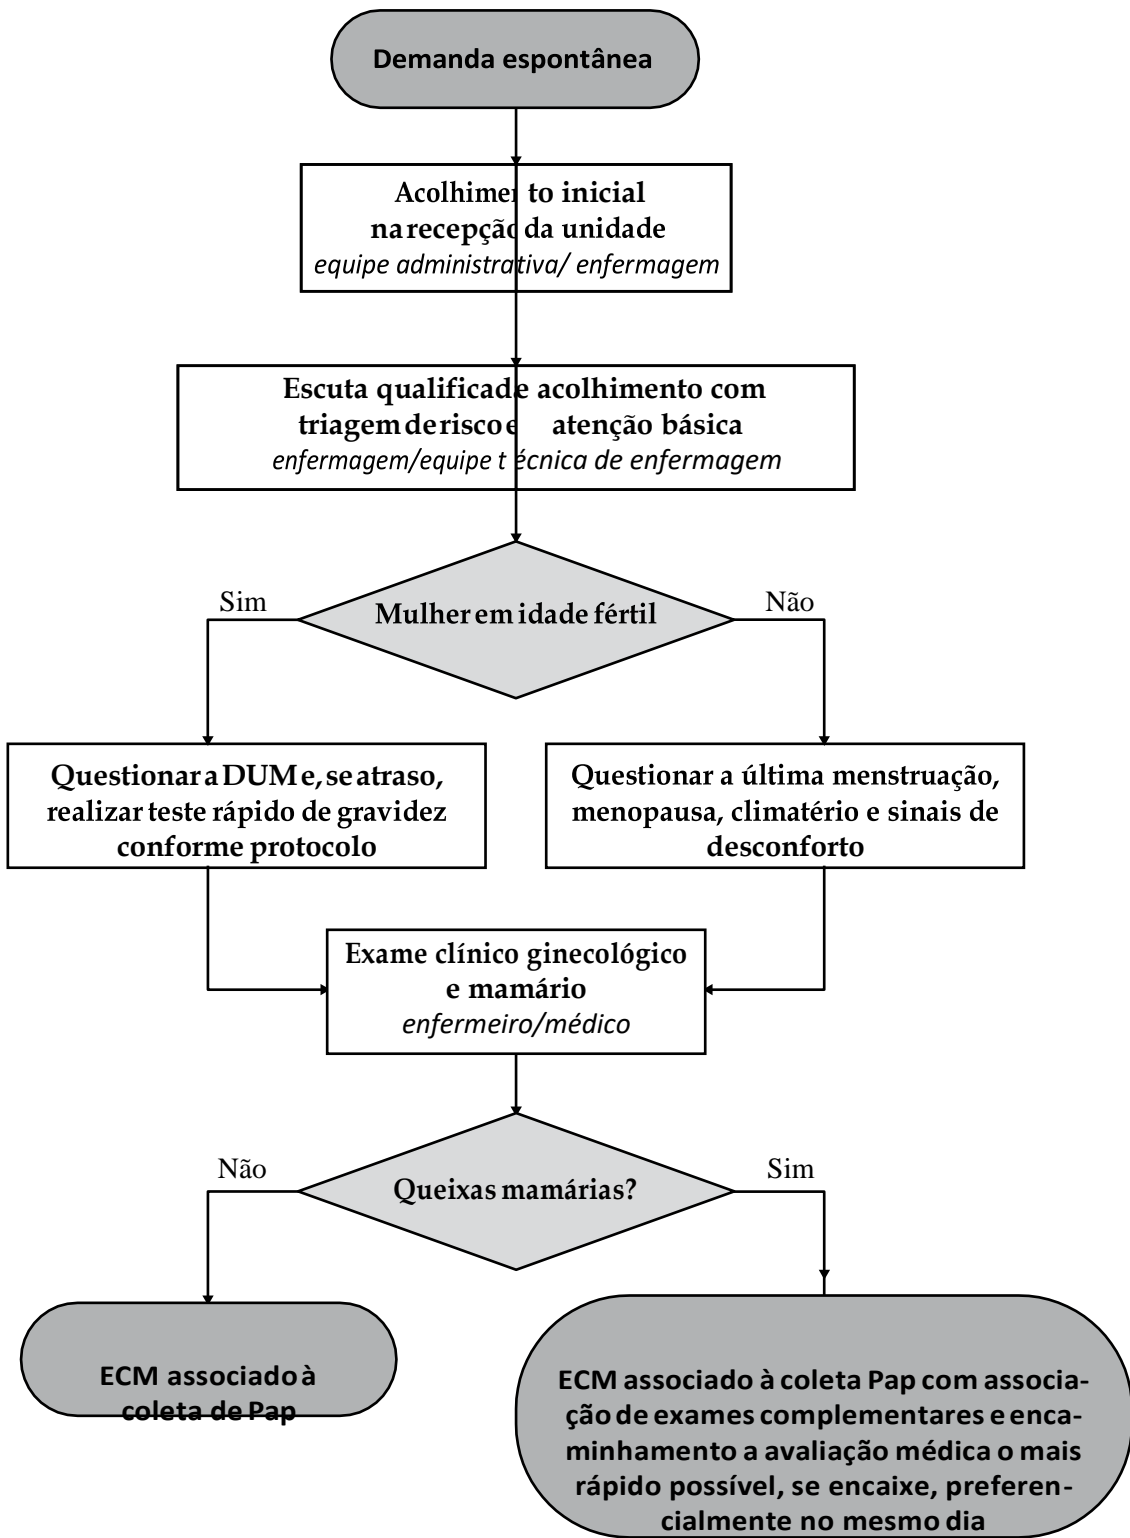 Demanda espontânea
Acolhimento inicial
na recepção da unidade
equipe administrativa/ enfermagem
Escuta qualificada e acolhimento com
triagem de risco e atenção básica
enfermagem/equipe técnica de enfermagem
Sim
Mulher em idade fértil
Não
Questionar a DUM e, se atraso,
realizar teste rápido de gravidez
conforme protocolo
Questionar a última menstruação,
menopausa, climatério e sinais de
desconforto
Exame clínico ginecológico
e mamário
enfermeiro/médico
Não
Queixas mamárias?
Sim
ECM associado à
coleta de Pap
ECM associado à coleta Pap com associa-
ção de exames complementares e enca-
minhamento a avaliação médica o mais
rápido possível, se encaixe, preferen-
cialmente no mesmo dia